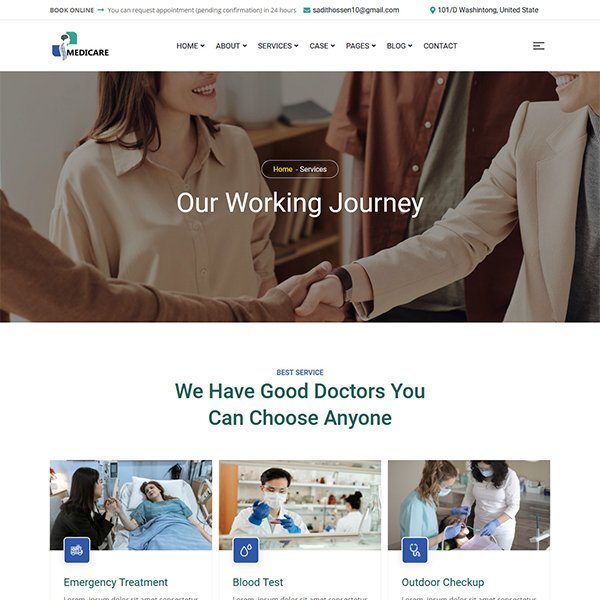 BOOK ONLINE You can request appointment (pending confirmation) in 24 hours sadithossen10@gmail.com 101/D Washintong, United State
MEDICARE HOME ABOUT SERVICES CASE PAGES BLOG CONTACT
Home - Services
Our Working Journey
BEST SERVICE
We Have Good Doctors You
Can Choose Anyone
Emergency Treatment Blood Test Outdoor Checkup